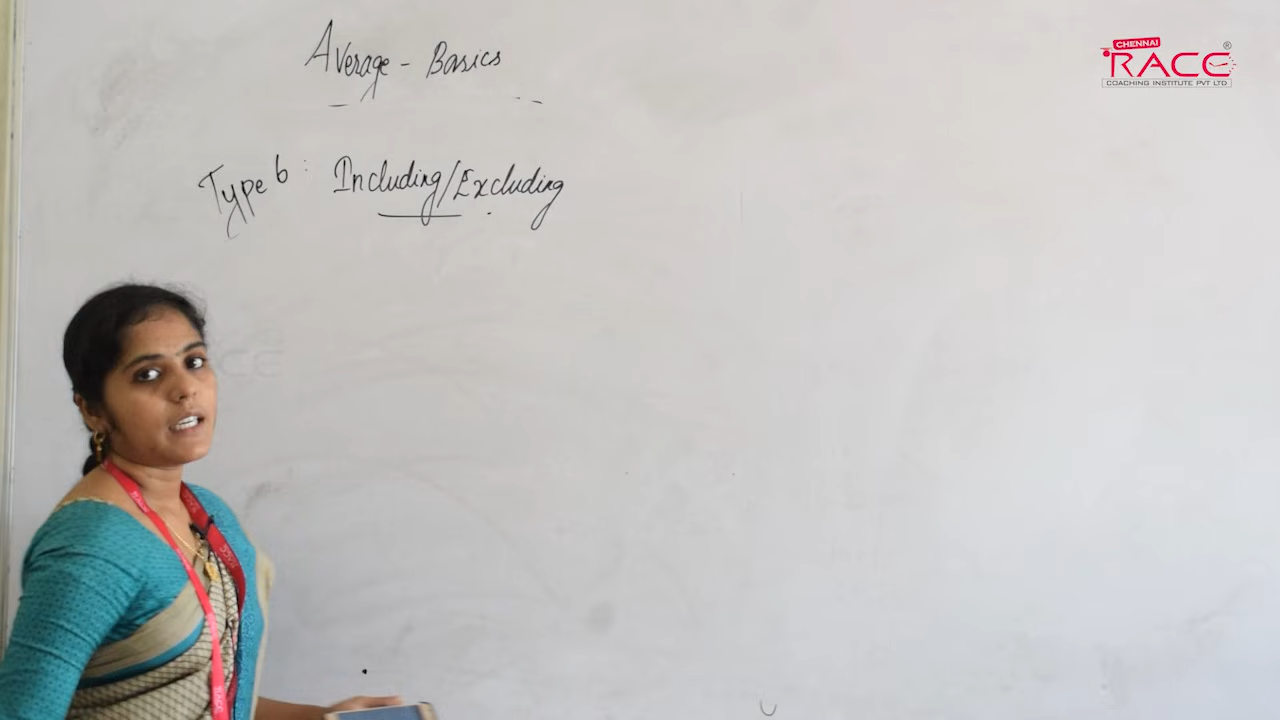 Average - Basics
Type 6 : Including/Excluding
CHENNAI
RACE
COACHING INSTITUTE PVT LTD